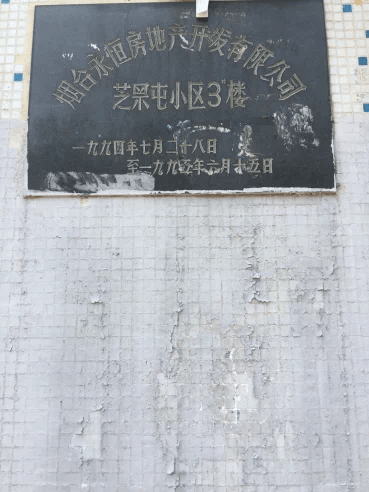 烟台永恒房地产开发有限公司
芝罘屯小区3#楼
一九九四年七月二十八日
至一九九五年六月十五日